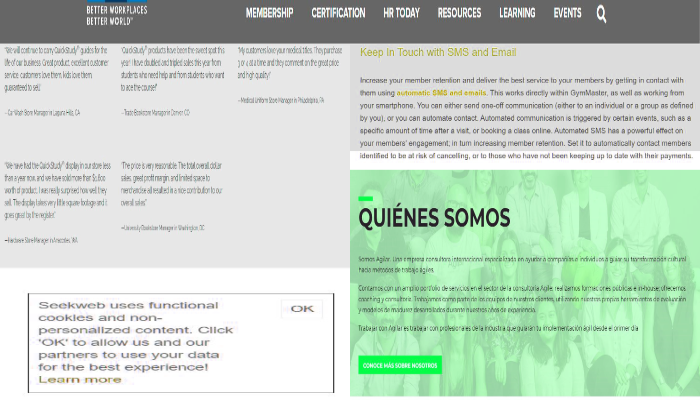 BETTER WORKPLACES
BETTER WORLD™
MEMBERSHIP CERTIFICATION HR TODAY RESOURCES LEARNING EVENTS
"We will continue to carry QuickStudy® guides for the
life of our business. Great product, excellent customer
service, customers love them, kids love them,
guaranteed to sell."
– Car Wash Store Manager in Laguna Hills, CA
"QuickStudy® products have been the sweet spot this
year. I have doubled and tripled sales this year from
students who need help and from students who want
to ace the course!"
–Trade Bookstore Manager in Denver, CO
"My customers love your medical titles. They purchase
3 or 4 at a time and they comment on the great price
and high quality."
– Medical Uniform Store Manager in Philadelphia, PA
"We have had the QuickStudy® display in our store less
than a year now, and we have sold more than $1,800
worth of product. I was really surprised how well they
sell. The display takes very little square footage and it
goes great by the register."
–Hardware Store Manager in Anacortes, WA
"The price is very reasonable. The total overall dollar
sales, great profit margin, and limited space to
merchandise all resulted in a nice contribution to our
overall sales."
–University Bookstore Manager in Washington, DC
Keep In Touch with SMS and Email
Increase your member retention and deliver the best service to your members by getting in contact with
them using automatic SMS and emails. This works directly within GymMaster, as well as working from
your smartphone. You can either send one-off communication (either to an individual or a group as defined
by you), or you can automate contact. Automated communication is triggered by certain events, such as a
specific amount of time after a visit, or booking a class online. Automated SMS has a powerful effect on
your members' engagement; in turn increasing member retention. Set it to automatically contact members
identified to be at risk of cancelling, or to those who have not been keeping up to date with their payments.
QUIÉNES SOMOS
Somos Agilar. Una empresa consultora internacional especializada en ayudar a compañías e individuos a guiar su transformación cultural
hacia métodos de trabajo ágiles.
Contamos con un amplio portfolio de servicios en el sector de la consultoría Agile; realizamos formaciones públicas e in-house, ofrecemos
coaching y consultoría. Trabajamos como parte de los equipos de nuestros clientes, utilizando nuestras propias herramientas de evaluación
y modelos de madurez desarrollados durante nuestros años de experiencia.
Trabajar con Agilar es trabajar con profesionales de la industria que guiarán tu implementación ágil desde el primer día
CONOCE MÁS SOBRE NOSOTROS
Seekweb uses functional
cookies and non-
personalized content. Click
'OK' to allow us and our
partners to use your data
for the best experience!
Learn more
OK